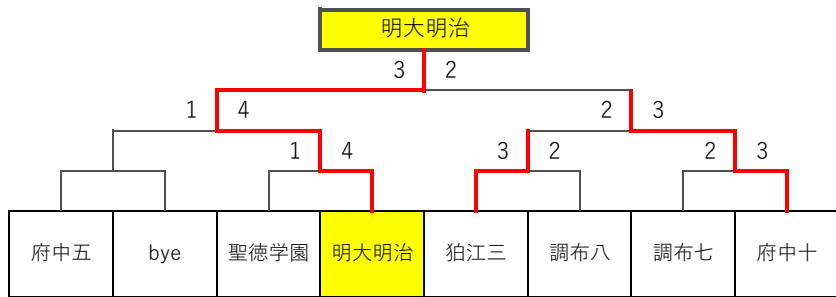 明大明治
3 2
1 4 2 3
1 4 3 2 2 3
府中五 bye 聖徳学園 明大明治 狛江三 調布八 調布七 府中十